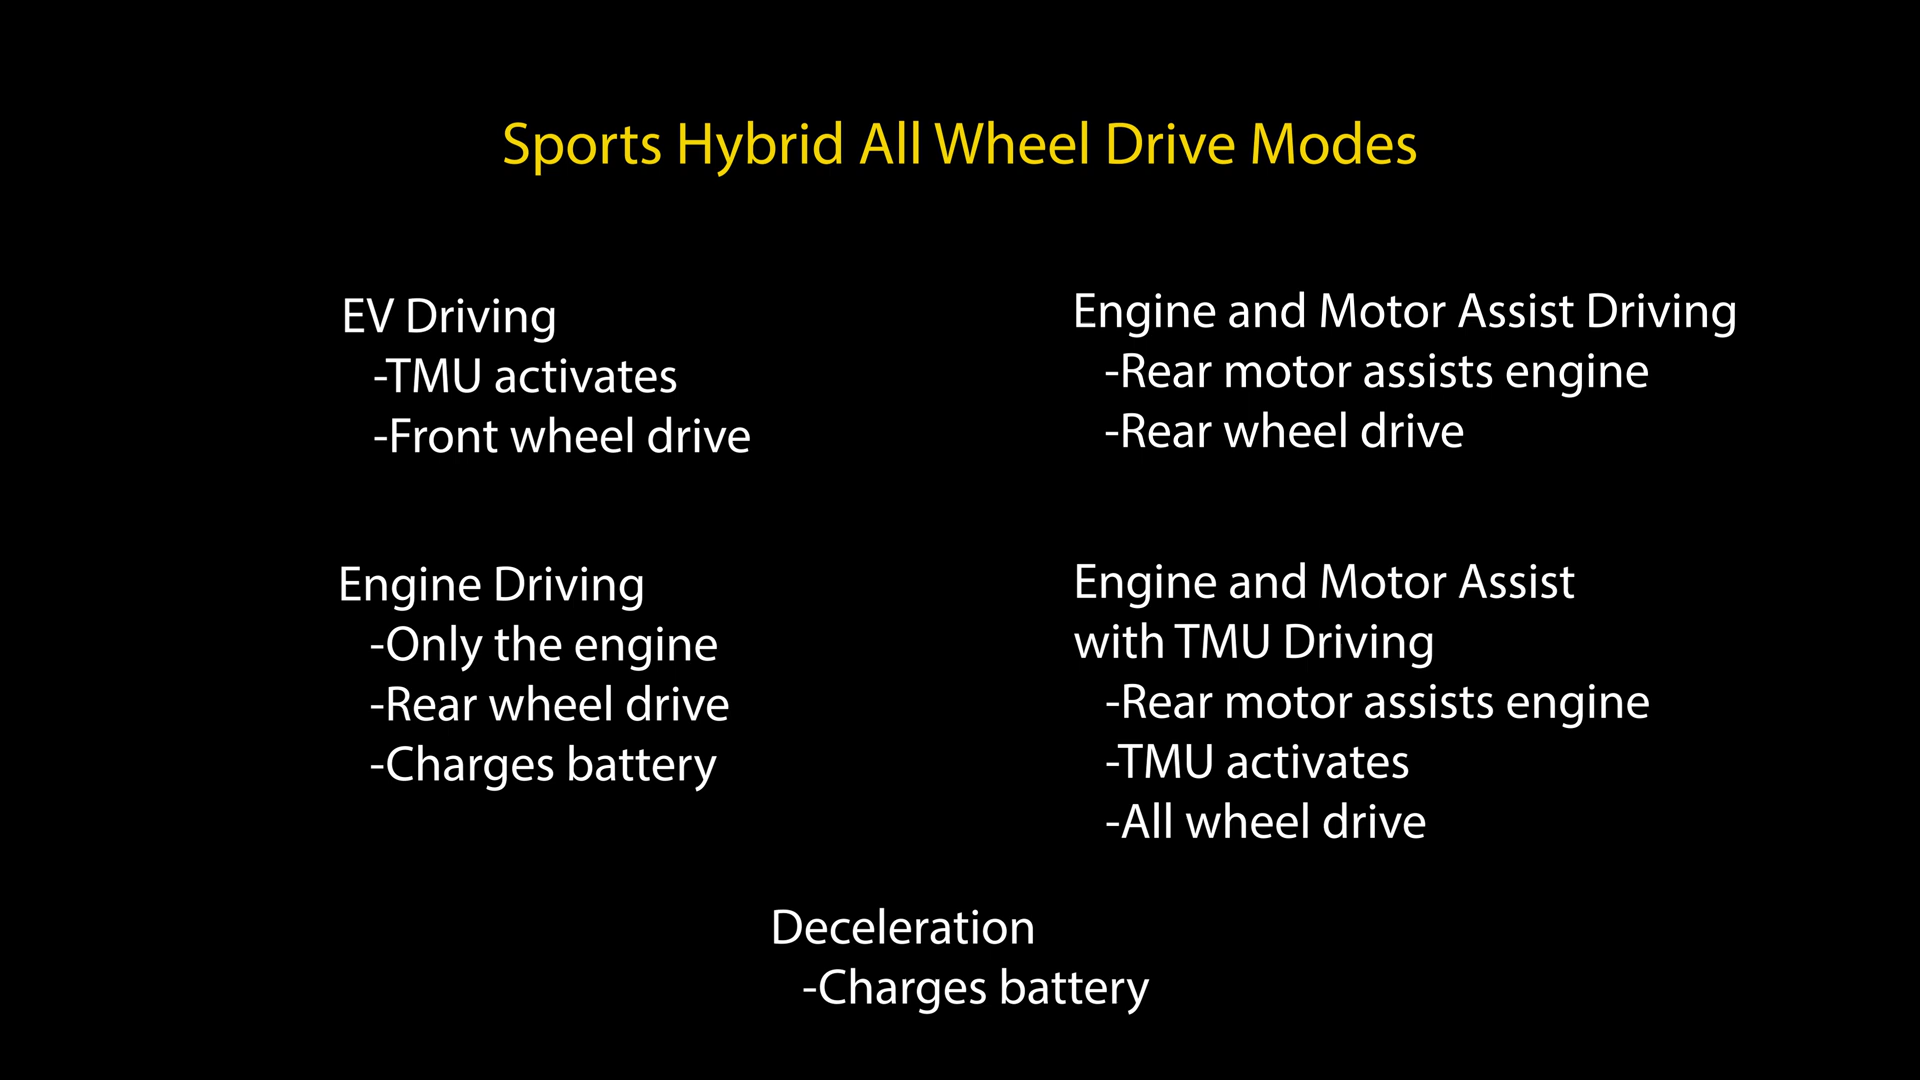 Sports Hybrid All Wheel Drive Modes
EV Driving
-TMU activates
-Front wheel drive
Engine Driving
-Only the engine
-Rear wheel drive
-Charges battery
Engine and Motor Assist Driving
-Rear motor assists engine
-Rear wheel drive
Engine and Motor Assist
with TMU Driving
-Rear motor assists engine
-TMU activates
-All wheel drive
Deceleration
-Charges battery